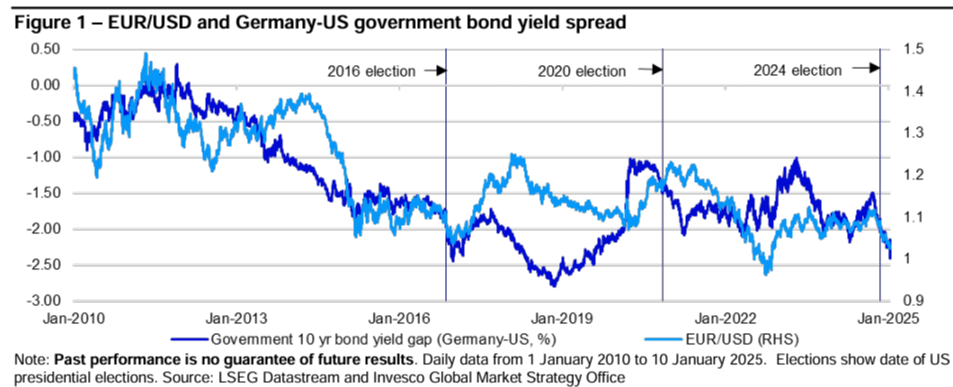 Figure 1 – EUR/USD and Germany-US government bond yield spread
0.50 1.5
2016 election 2020 election 2024 election
0.00 1.4
-0.50 1.3
-1.00 1.2
-1.50
-2.00 1.1
-2.50 1
-3.00 0.9
Jan-2010 Jan-2013 Jan-2016 Jan-2019 Jan-2022 Jan-2025
Government 10 yr bond yield gap (Germany-US, %) EUR/USD (RHS)
Note: Past performance is no guarantee of future results. Daily data from 1 January 2010 to 10 January 2025. Elections show date of US
presidential elections. Source: LSEG Datastream and Invesco Global Market Strategy Office